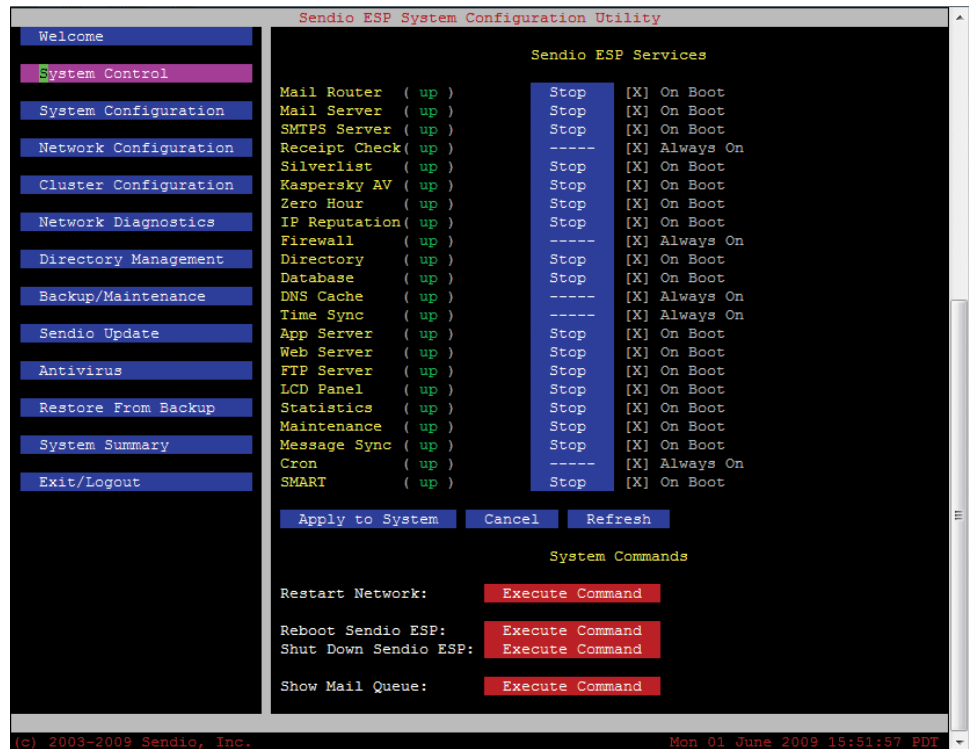 Sendio ESP System Configuration Utility
Welcome
System Control
System Configuration
Network Configuration
Cluster Configuration
Network Diagnostics
Directory Management
Backup/Maintenance
Sendio Update
Antivirus
Restore From Backup
System Summary
Exit/Logout
Sendio ESP Services
Mail Router ( up ) Stop [X] On Boot
Mail Server ( up ) Stop [X] On Boot
SMTPS Server ( up ) Stop [X] On Boot
Receipt Check( up ) ----- [X] Always On
Silverlist ( up ) Stop [X] On Boot
Kaspersky AV ( up ) Stop [X] On Boot
Zero Hour ( up ) Stop [X] On Boot
IP Reputation( up ) Stop [X] On Boot
Firewall ( up ) ----- [X] Always On
Directory ( up ) Stop [X] On Boot
Database ( up ) Stop [X] On Boot
DNS Cache ( up ) ----- [X] Always On
Time Sync ( up ) ----- [X] Always On
App Server ( up ) Stop [X] On Boot
Web Server ( up ) Stop [X] On Boot
FTP Server ( up ) Stop [X] On Boot
LCD Panel ( up ) Stop [X] On Boot
Statistics ( up ) Stop [X] On Boot
Maintenance ( up ) Stop [X] On Boot
Message Sync ( up ) Stop [X] On Boot
Cron ( up ) ----- [X] Always On
SMART ( up ) Stop [X] On Boot
Apply to System Cancel Refresh
System Commands
Restart Network: Execute Command
Reboot Sendio ESP: Execute Command
Shut Down Sendio ESP: Execute Command
Show Mail Queue: Execute Command
(c) 2003-2009 Sendio, Inc. Mon 01 June 2009 15:51:57 PDT